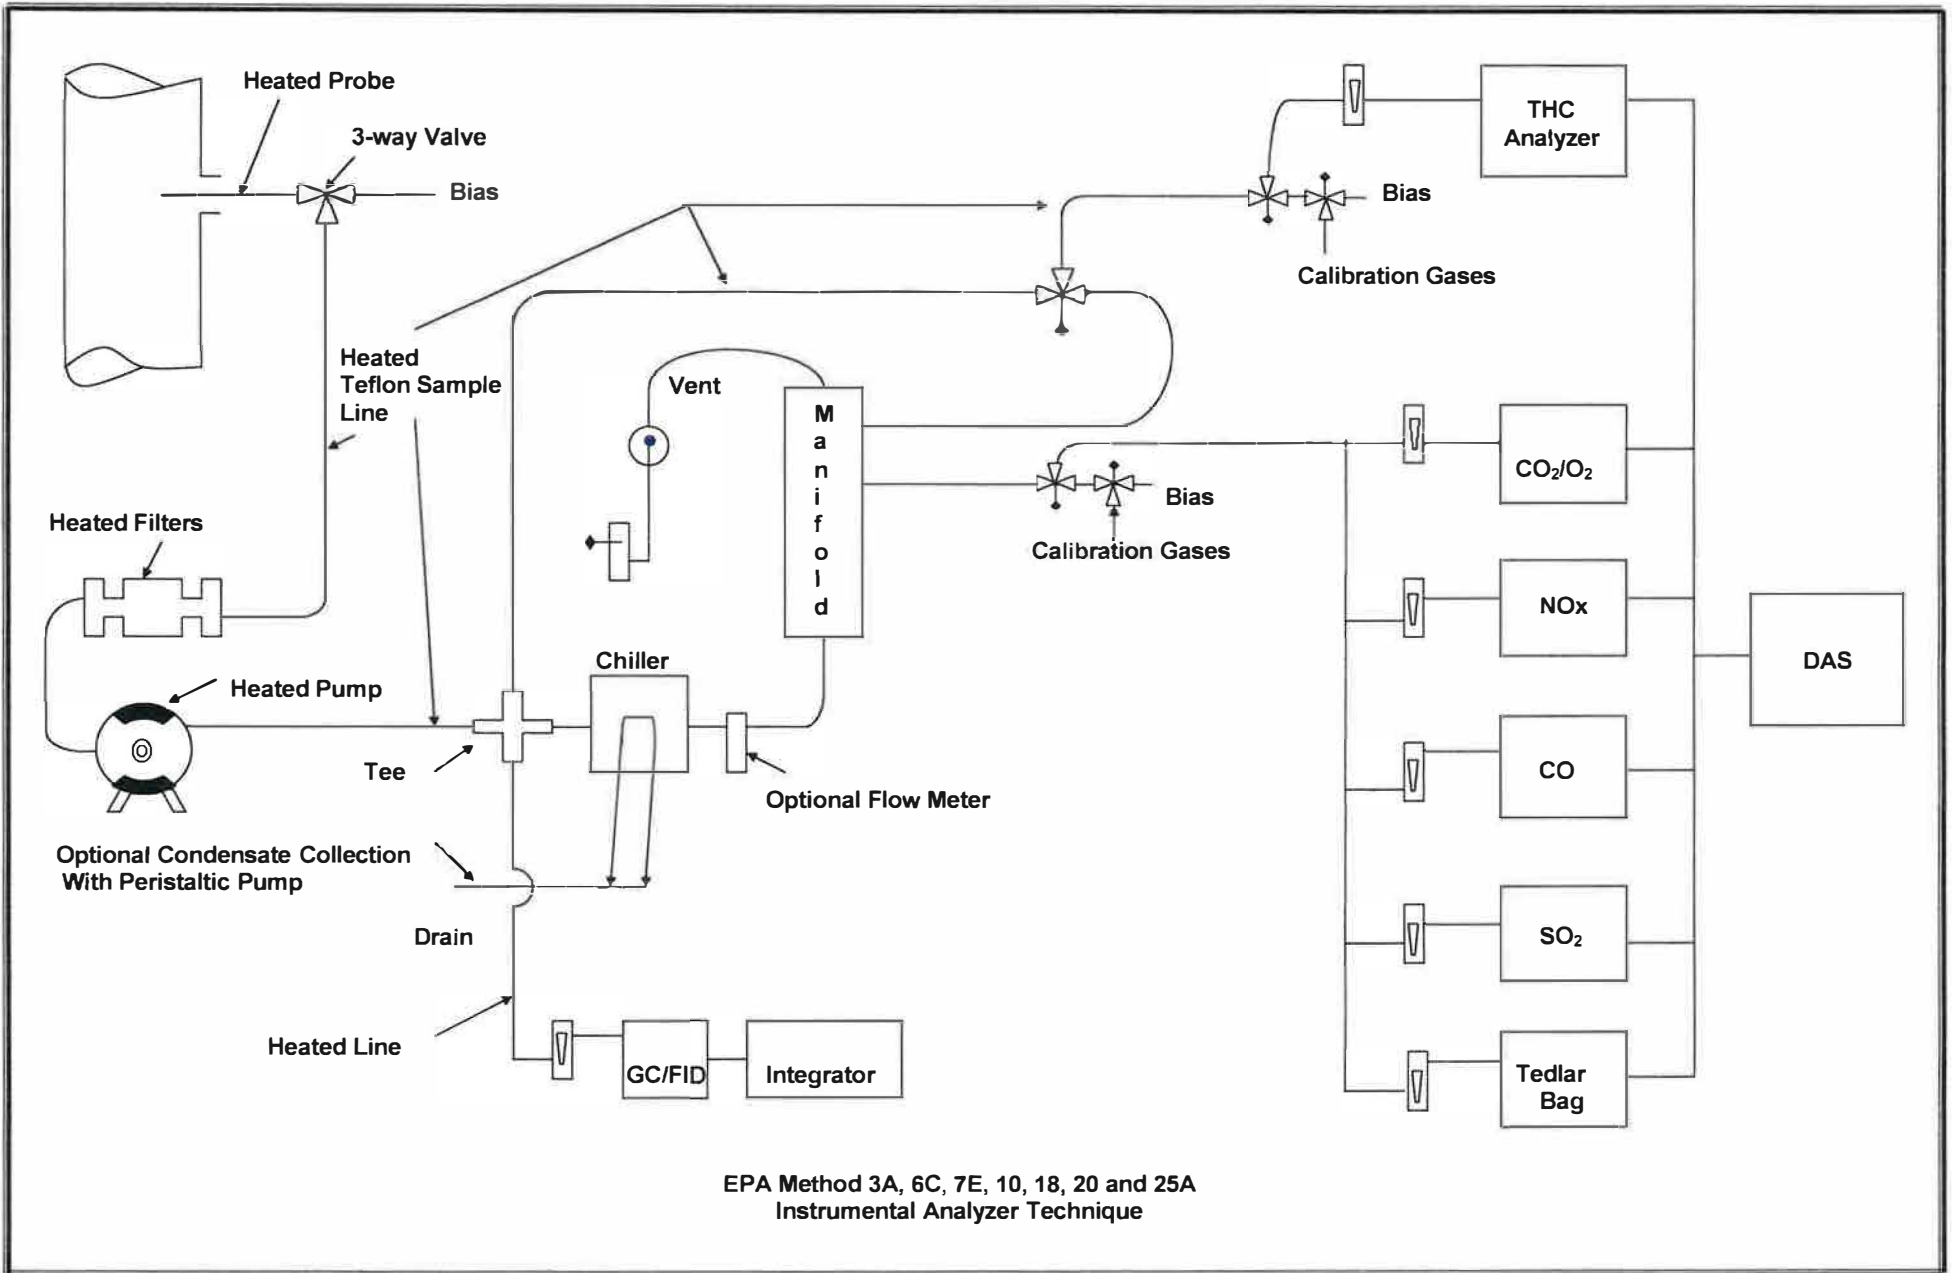 Heated Probe
3-way Valve
Bias
THC
Analyzer
Bias
Calibration Gases
Heated
Teflon Sample
Line
Vent
Manifold
CO₂/O₂
Bias
Calibration Gases
Heated Filters
NOx
DAS
Chiller
Heated Pump
Tee
Optional Flow Meter
CO
Optional Condensate Collection
With Peristaltic Pump
Drain
SO₂
Heated Line
GC/FID
Integrator
Tedlar
Bag
EPA Method 3A, 6C, 7E, 10, 18, 20 and 25A
Instrumental Analyzer Technique